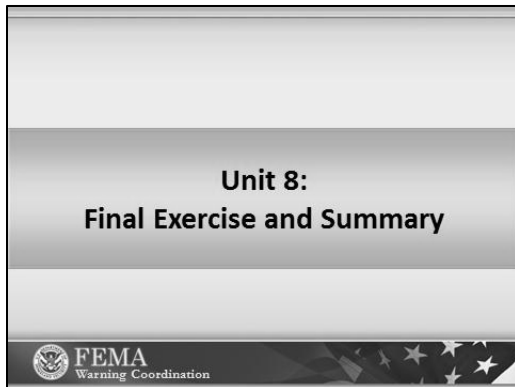 Unit 8:
Final Exercise and Summary
FEMA
Warning Coordination